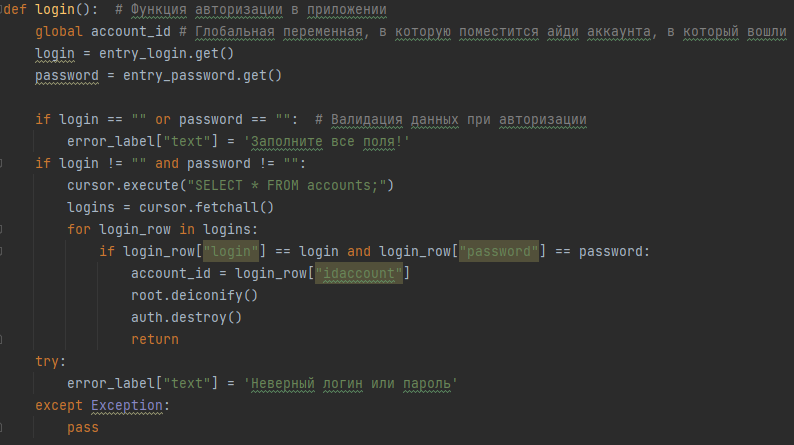 def login():  # Функция авторизации в приложении
    global account_id # Глобальная переменная, в которую поместится айди аккаунта, в который вошли
    login = entry_login.get()
    password = entry_password.get()

    if login == "" or password == "":  # Валидация данных при авторизации
        error_label["text"] = 'Заполните все поля!'
    if login != "" and password != "":
        cursor.execute("SELECT * FROM accounts;")
        logins = cursor.fetchall()
        for login_row in logins:
            if login_row["login"] == login and login_row["password"] == password:
                account_id = login_row["idaccount"]
                root.deiconify()
                auth.destroy()
                return
    try:
        error_label["text"] = 'Неверный логин или пароль'
    except Exception:
        pass